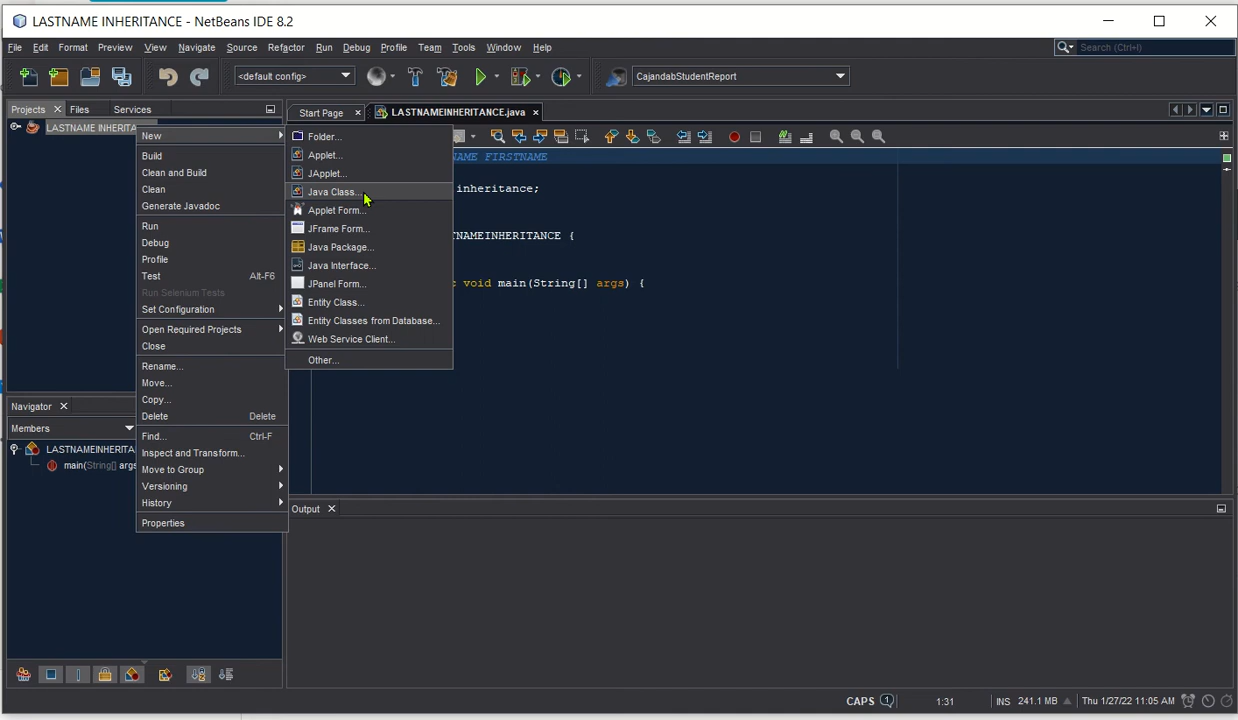 LASTNAME INHERITANCE - NetBeans IDE 8.2
File Edit Format Preview View Navigate Source Refactor Run Debug Profile Team Tools Window Help
Search (Ctrl+I)
<default config>
CajandabStudentReport
Projects Files Services
Start Page LASTNAMEINHERITANCE.java
LASTNAME INHERITA
New
Build
Clean and Build
Clean
Generate Javadoc
Run
Debug
Profile
Test Alt-F6
Run Selenium Tests
Set Configuration
Open Required Projects
Close
Rename...
Move...
Copy...
Delete Delete
Find... Ctrl-F
Inspect and Transform...
Move to Group
Versioning
History
Properties
Folder...
Applet...
JApplet...
Java Class...
Applet Form...
JFrame Form...
Java Package...
Java Interface...
JPanel Form...
Entity Class...
Entity Classes from Database...
Web Service Client...
Other...
AME FIRSTNAME
inheritance;
TNAMEINHERITANCE {
void main(String[] args) {
Navigator
Members
LASTNAMEINHERITA
main(String[] args
Output
CAPS 1 1:31 INS 241.1 MB Thu 1/27/22 11:05 AM